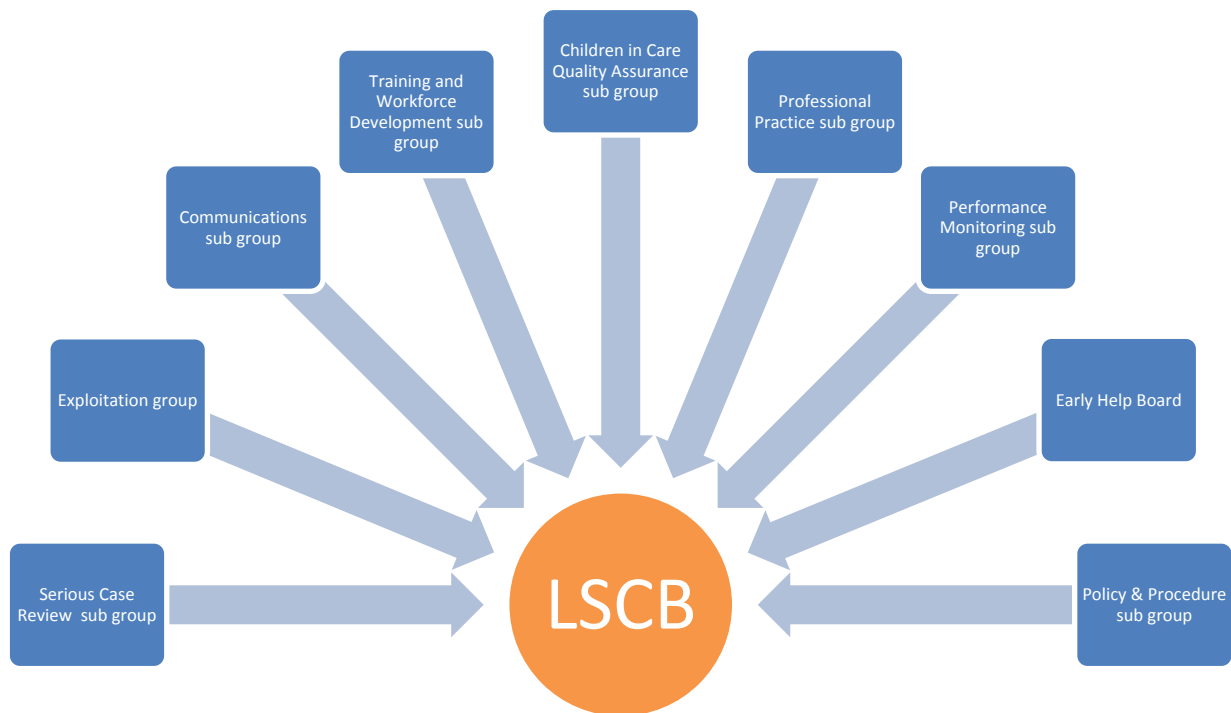 Children in Care
Quality Assurance
sub group
Training and
Workforce
Development sub
group
Professional
Practice sub group
Communications
sub group
Performance
Monitoring sub
group
Exploitation group
Early Help Board
Serious Case
Review  sub group
LSCB
Policy & Procedure
sub group